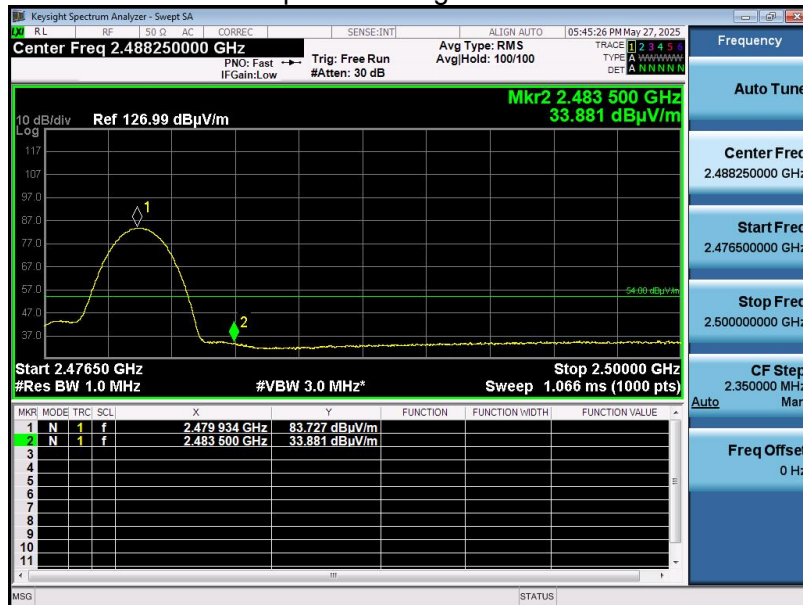 Keysight Spectrum Analyzer - Swept SA
LXI RL RF 50 Ω AC CORREC SENSE:INT ALIGN AUTO 05:45:26 PM May 27, 2025
Center Freq 2.488250000 GHz Avg Type: RMS TRACE 1 2 3 4 5 6
PNO: Fast Trig: Free Run Avg|Hold: 100/100 TYPE A WWWWW
IFGain:Low #Atten: 30 dB DET A N N N N N
Mkr2 2.483 500 GHz
10 dB/div Ref 126.99 dBµV/m 33.881 dBµV/m
Log
117
107
97.0
1
87.0
77.0
67.0
57.0
54.00 dBµV/m
47.0
2
37.0
Start 2.47650 GHz Stop 2.50000 GHz
#Res BW 1.0 MHz #VBW 3.0 MHz* Sweep 1.066 ms (1000 pts)
MKR MODE TRC SCL X Y FUNCTION FUNCTION WIDTH FUNCTION VALUE
1 N 1 f 2.479 934 GHz 83.727 dBµV/m
2 N 1 f 2.483 500 GHz 33.881 dBµV/m
3
4
5
6
7
8
9
10
11
MSG STATUS
Frequency
Auto Tune
Center Freq
2.488250000 GHz
Start Freq
2.476500000 GHz
Stop Freq
2.500000000 GHz
CF Step
2.350000 MHz
Auto Man
Freq Offset
0 Hz